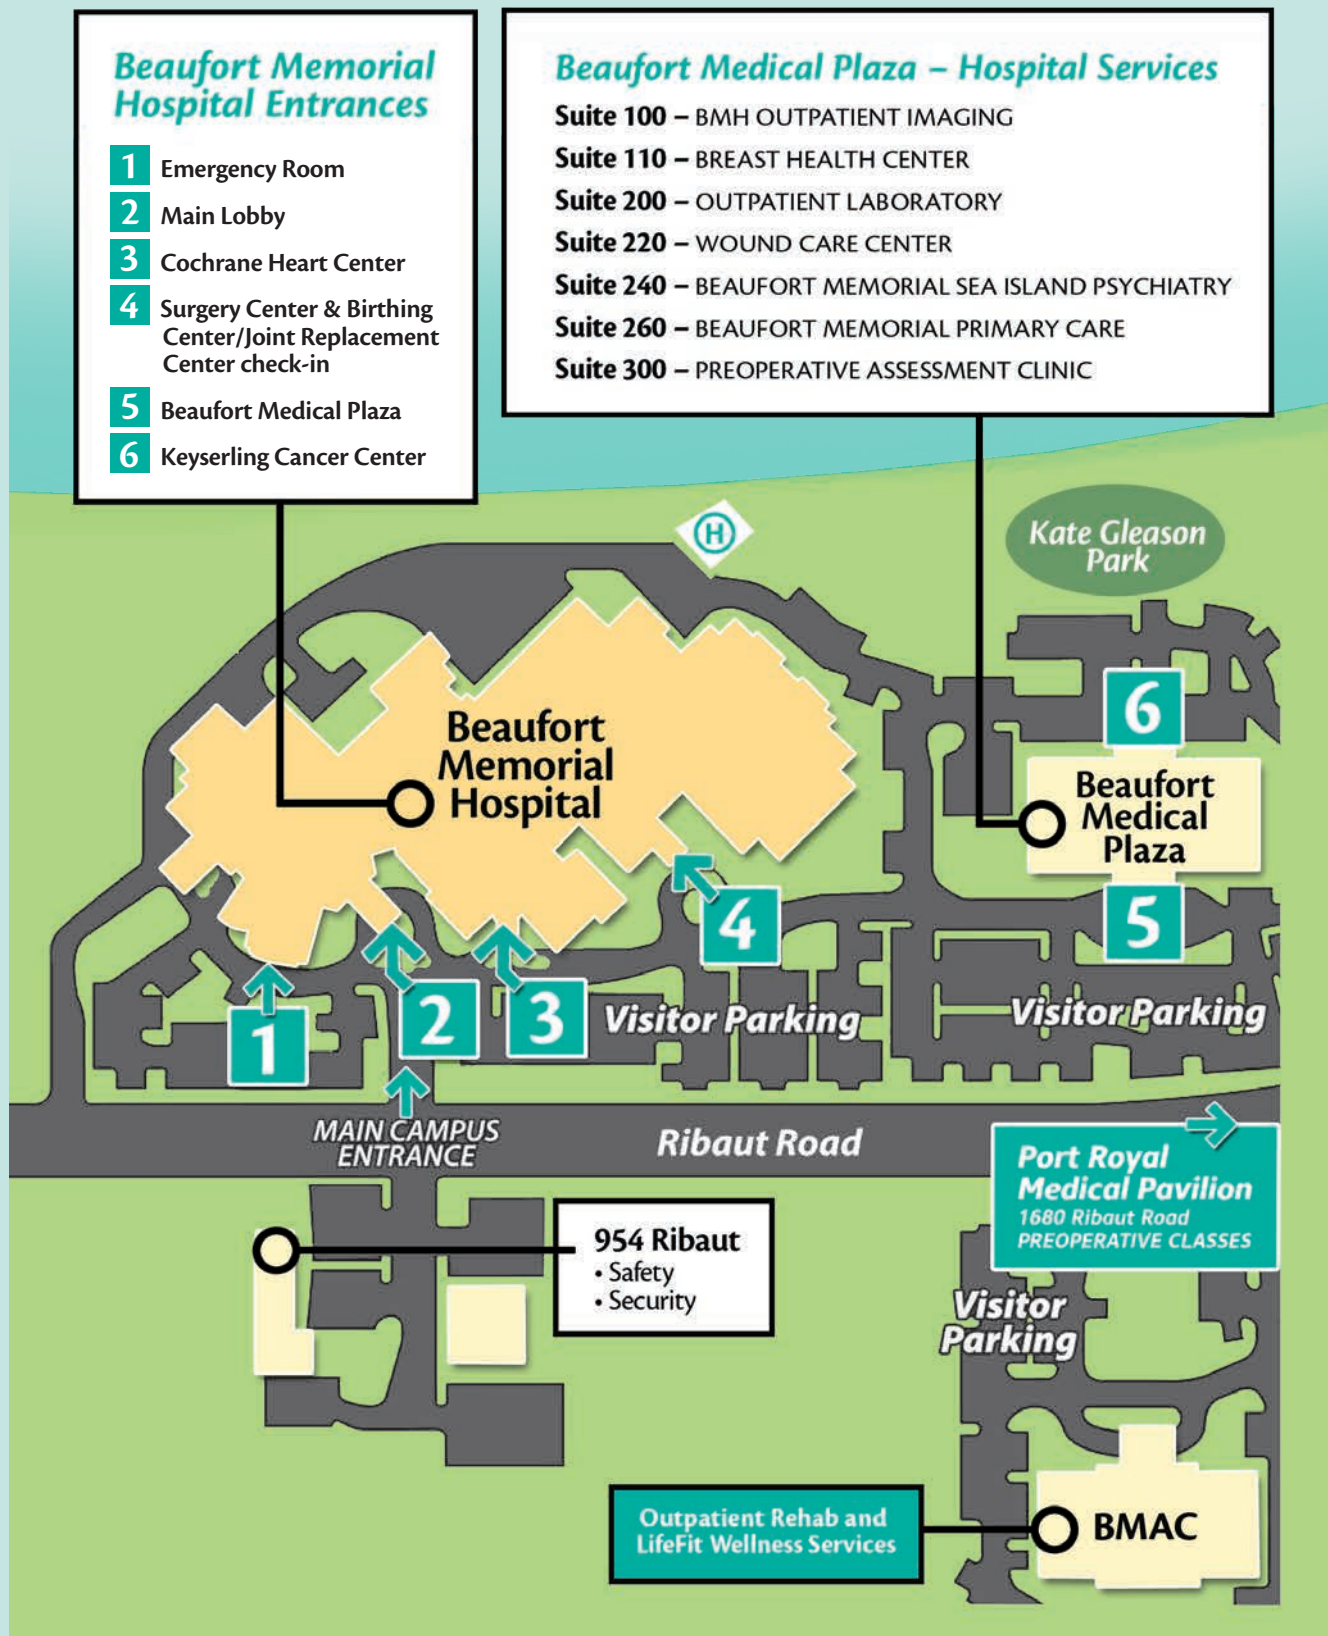 Beaufort Memorial
Hospital Entrances
1 Emergency Room
2 Main Lobby
3 Cochrane Heart Center
4 Surgery Center & Birthing
Center/Joint Replacement
Center check-in
5 Beaufort Medical Plaza
6 Keyserling Cancer Center
Beaufort Medical Plaza – Hospital Services
Suite 100 – BMH OUTPATIENT IMAGING
Suite 110 – BREAST HEALTH CENTER
Suite 200 – OUTPATIENT LABORATORY
Suite 220 – WOUND CARE CENTER
Suite 240 – BEAUFORT MEMORIAL SEA ISLAND PSYCHIATRY
Suite 260 – BEAUFORT MEMORIAL PRIMARY CARE
Suite 300 – PREOPERATIVE ASSESSMENT CLINIC
H
Kate Gleason
Park
6
Beaufort
Memorial
Hospital
Beaufort
Medical
Plaza
5
4
1
2
3
Visitor Parking
Visitor Parking
MAIN CAMPUS
ENTRANCE
Ribaut Road
Port Royal
Medical Pavilion
1680 Ribaut Road
PREOPERATIVE CLASSES
954 Ribaut
• Safety
• Security
Visitor
Parking
Outpatient Rehab and
LifeFit Wellness Services
BMAC